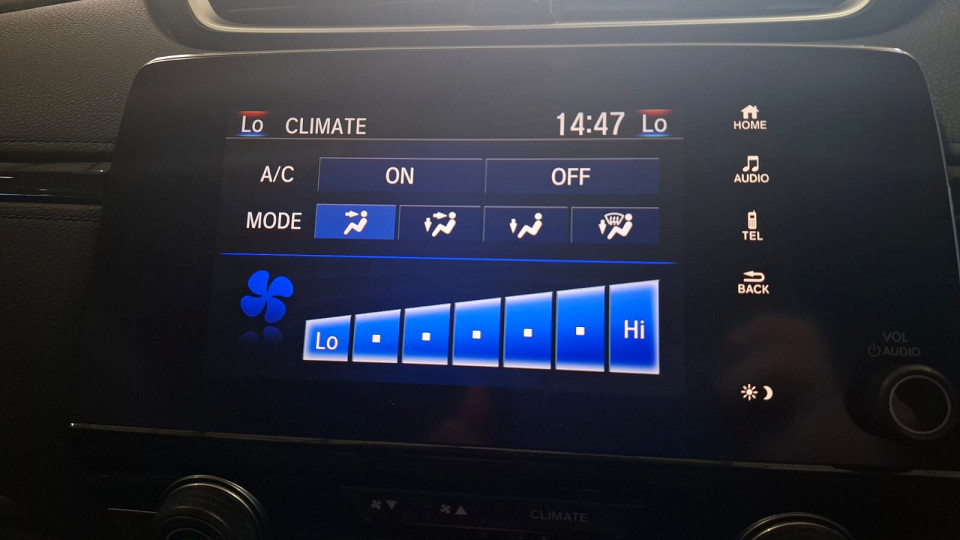 Lo CLIMATE 14:47 Lo
A/C ON OFF
MODE
Lo Hi
HOME
AUDIO
TEL
BACK
VOL
AUDIO
CLIMATE